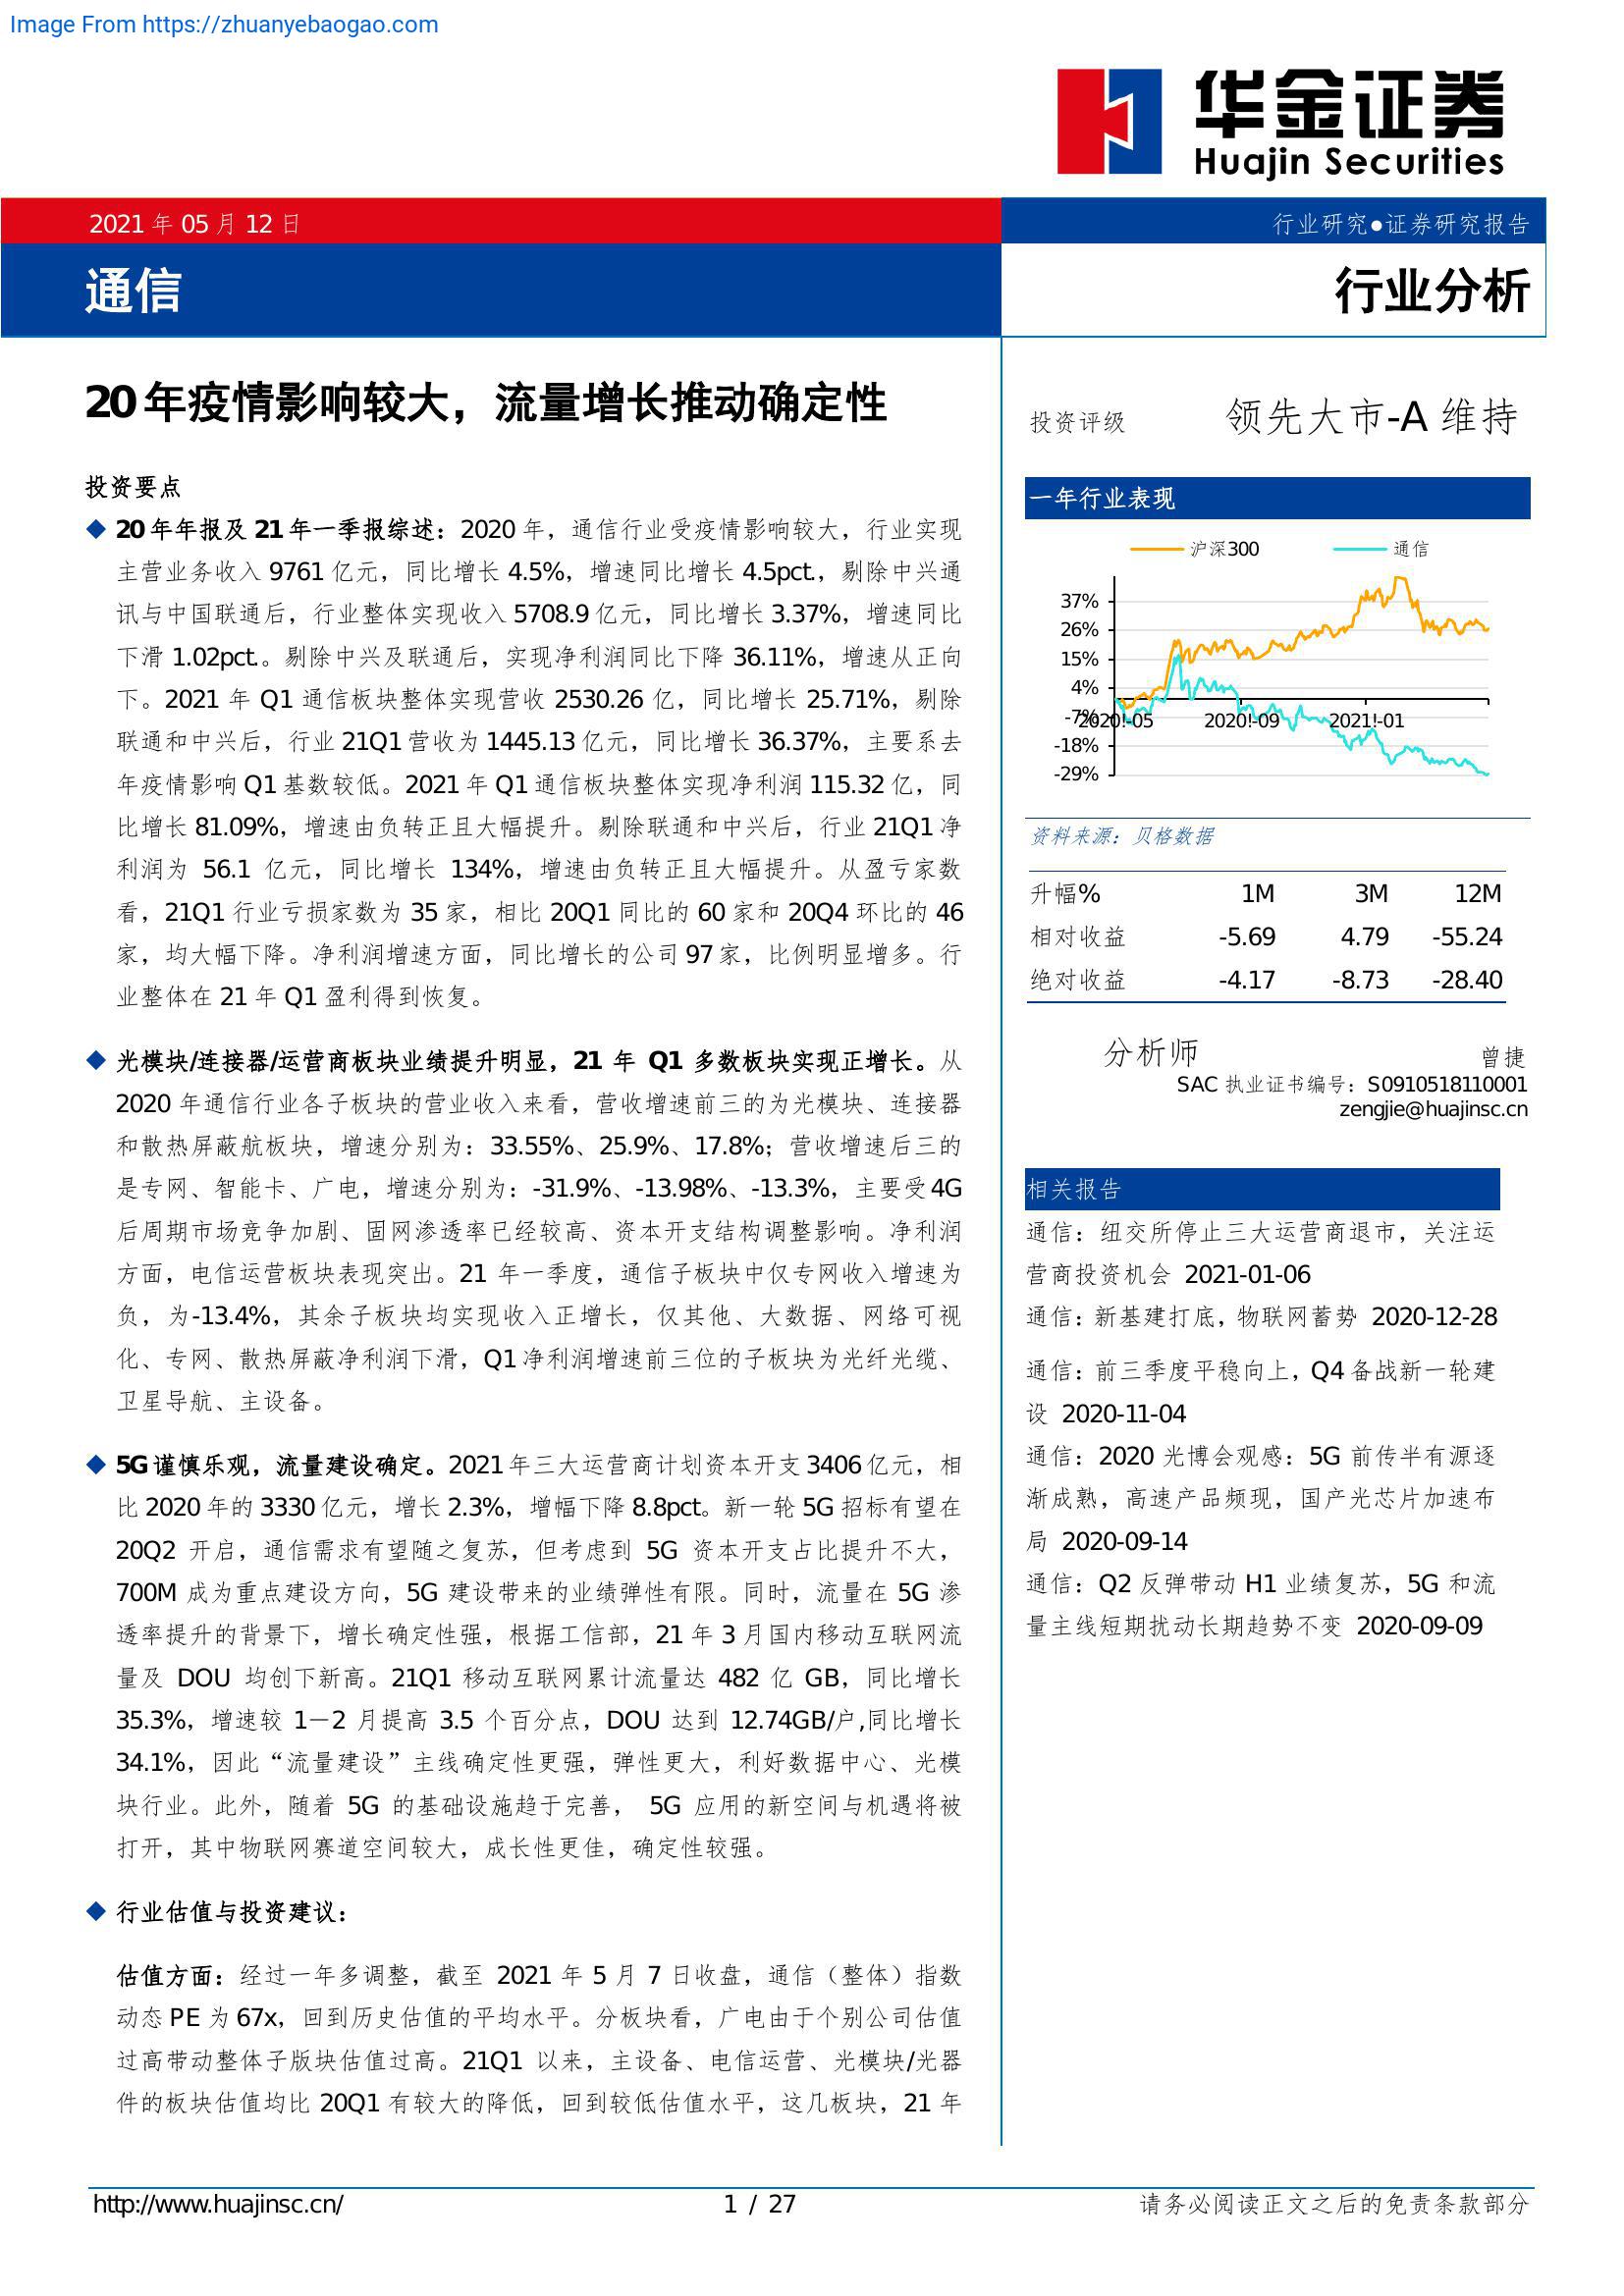 Image From https://zhuanyebaogao.com
华金证券
Huajin Securities
2021 年 05 月 12 日
行业研究●证券研究报告
通信
行业分析
20 年疫情影响较大，流量增长推动确定性
投资要点
◆ 20 年年报及 21 年一季报综述：2020 年，通信行业受疫情影响较大，行业实现
主营业务收入 9761 亿元，同比增长 4.5%，增速同比增长 4.5pct.，剔除中兴通
讯与中国联通后，行业整体实现收入 5708.9 亿元，同比增长 3.37%，增速同比
下滑 1.02pct.。剔除中兴及联通后，实现净利润同比下降 36.11%，增速从正向
下。2021 年 Q1 通信板块整体实现营收 2530.26 亿，同比增长 25.71%，剔除
联通和中兴后，行业 21Q1 营收为 1445.13 亿元，同比增长 36.37%，主要系去
年疫情影响 Q1 基数较低。2021 年 Q1 通信板块整体实现净利润 115.32 亿，同
比增长 81.09%，增速由负转正且大幅提升。剔除联通和中兴后，行业 21Q1 净
利润为 56.1 亿元，同比增长 134%，增速由负转正且大幅提升。从盈亏家数
看，21Q1 行业亏损家数为 35 家，相比 20Q1 同比的 60 家和 20Q4 环比的 46
家，均大幅下降。净利润增速方面，同比增长的公司 97 家，比例明显增多。行
业整体在 21 年 Q1 盈利得到恢复。
◆ 光模块/连接器/运营商板块业绩提升明显，21 年 Q1 多数板块实现正增长。从
2020 年通信行业各子板块的营业收入来看，营收增速前三的为光模块、连接器
和散热屏蔽航板块，增速分别为：33.55%、25.9%、17.8%；营收增速后三的
是专网、智能卡、广电，增速分别为：-31.9%、-13.98%、-13.3%，主要受 4G
后周期市场竞争加剧、固网渗透率已经较高、资本开支结构调整影响。净利润
方面，电信运营板块表现突出。21 年一季度，通信子板块中仅专网收入增速为
负，为-13.4%，其余子板块均实现收入正增长，仅其他、大数据、网络可视
化、专网、散热屏蔽净利润下滑，Q1 净利润增速前三位的子板块为光纤光缆、
卫星导航、主设备。
◆ 5G 谨慎乐观，流量建设确定。2021 年三大运营商计划资本开支 3406 亿元，相
比 2020 年的 3330 亿元，增长 2.3%，增幅下降 8.8pct。新一轮 5G 招标有望在
20Q2 开启，通信需求有望随之复苏，但考虑到 5G 资本开支占比提升不大，
700M 成为重点建设方向，5G 建设带来的业绩弹性有限。同时，流量在 5G 渗
透率提升的背景下，增长确定性强，根据工信部，21 年 3 月国内移动互联网流
量及 DOU 均创下新高。21Q1 移动互联网累计流量达 482 亿 GB，同比增长
35.3%，增速较 1－2 月提高 3.5 个百分点，DOU 达到 12.74GB/户,同比增长
34.1%，因此“流量建设”主线确定性更强，弹性更大，利好数据中心、光模
块行业。此外，随着 5G 的基础设施趋于完善， 5G 应用的新空间与机遇将被
打开，其中物联网赛道空间较大，成长性更佳，确定性较强。
◆ 行业估值与投资建议：
估值方面：经过一年多调整，截至 2021 年 5 月 7 日收盘，通信（整体）指数
动态 PE 为 67x，回到历史估值的平均水平。分板块看，广电由于个别公司估值
过高带动整体子版块估值过高。21Q1 以来，主设备、电信运营、光模块/光器
件的板块估值均比 20Q1 有较大的降低，回到较低估值水平，这几板块，21 年
投资评级 领先大市-A 维持
一年行业表现
沪深300 通信
37%
26%
15%
4%
-7%
-18%
-29%
2020!-05 2020!-09 2021!-01
资料来源：贝格数据
升幅% 1M 3M 12M
相对收益 -5.69 4.79 -55.24
绝对收益 -4.17 -8.73 -28.40
分析师 曾捷
SAC 执业证书编号：S0910518110001
zengjie@huajinsc.cn
相关报告
通信：纽交所停止三大运营商退市，关注运
营商投资机会 2021-01-06
通信：新基建打底，物联网蓄势 2020-12-28
通信：前三季度平稳向上，Q4 备战新一轮建
设 2020-11-04
通信：2020 光博会观感：5G 前传半有源逐
渐成熟，高速产品频现，国产光芯片加速布
局 2020-09-14
通信：Q2 反弹带动 H1 业绩复苏，5G 和流
量主线短期扰动长期趋势不变 2020-09-09
http://www.huajinsc.cn/ 1 / 27 请务必阅读正文之后的免责条款部分